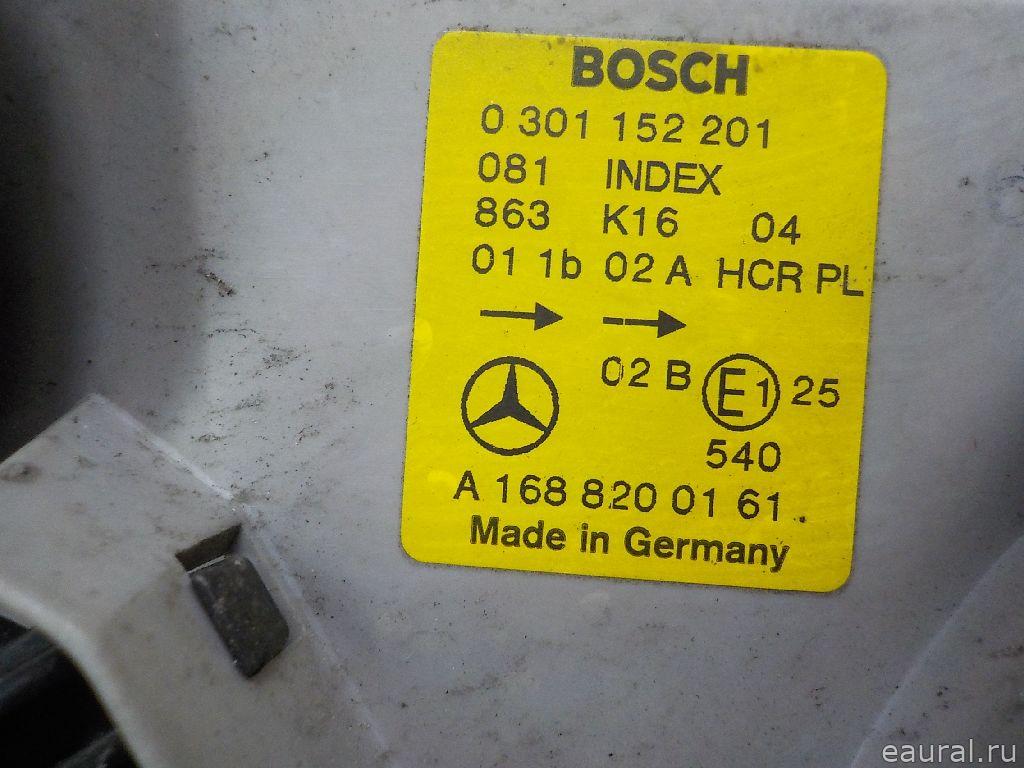 BOSCH
0 301 152 201
081 INDEX
863 K16 04
01 1b 02 A HCR PL
02 B E1 25
540
A 168 820 01 61
Made in Germany
eaural.ru